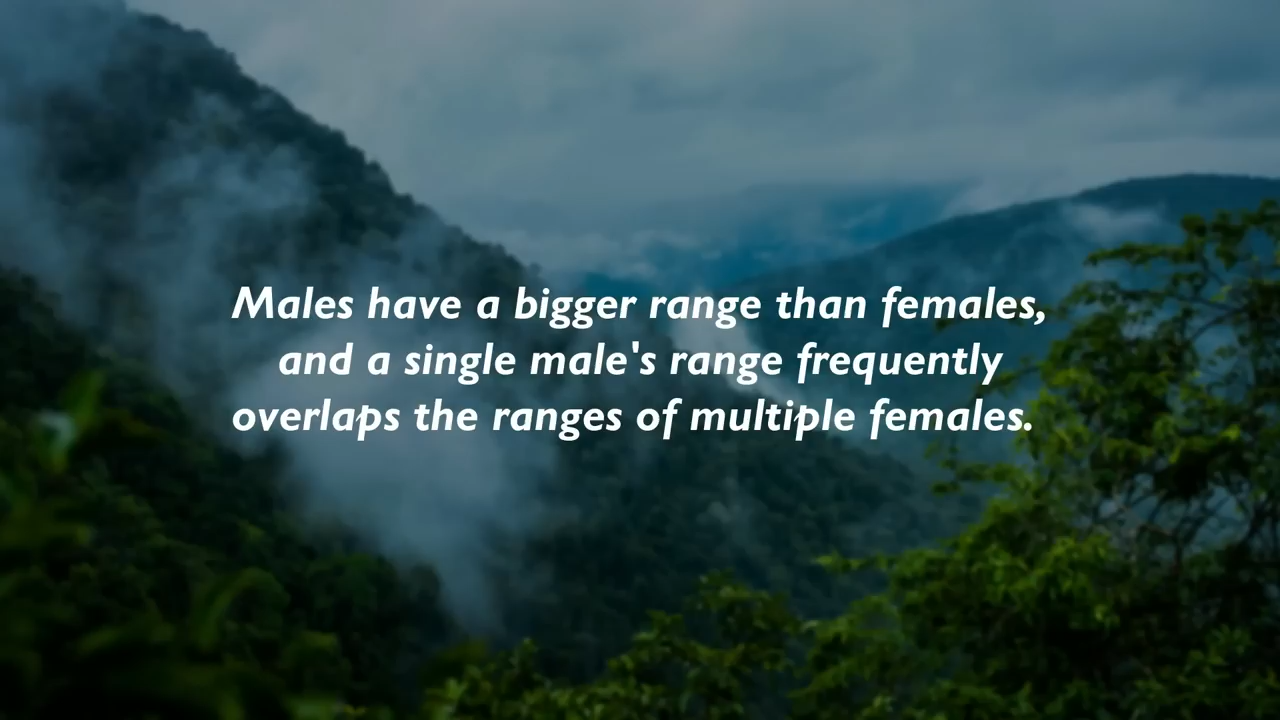 Males have a bigger range than females,
and a single male's range frequently
overlaps the ranges of multiple females.